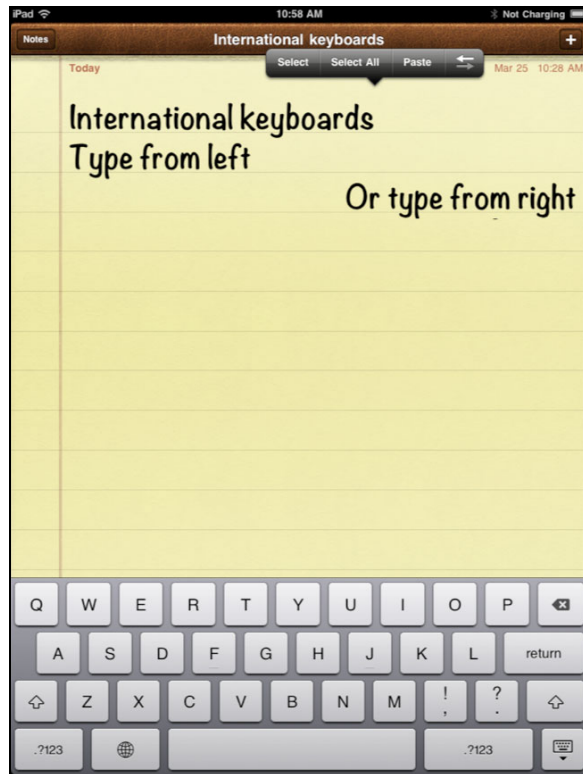 iPad 10:58 AM Not Charging
Notes International keyboards +
Select Select All Paste
Today Mar 25 10:28 AM
International keyboards
Type from left
Or type from right
Q W E R T Y U I O P
A S D F G H J K L return
Z X C V B N M ! , ? .
.?123 .?123